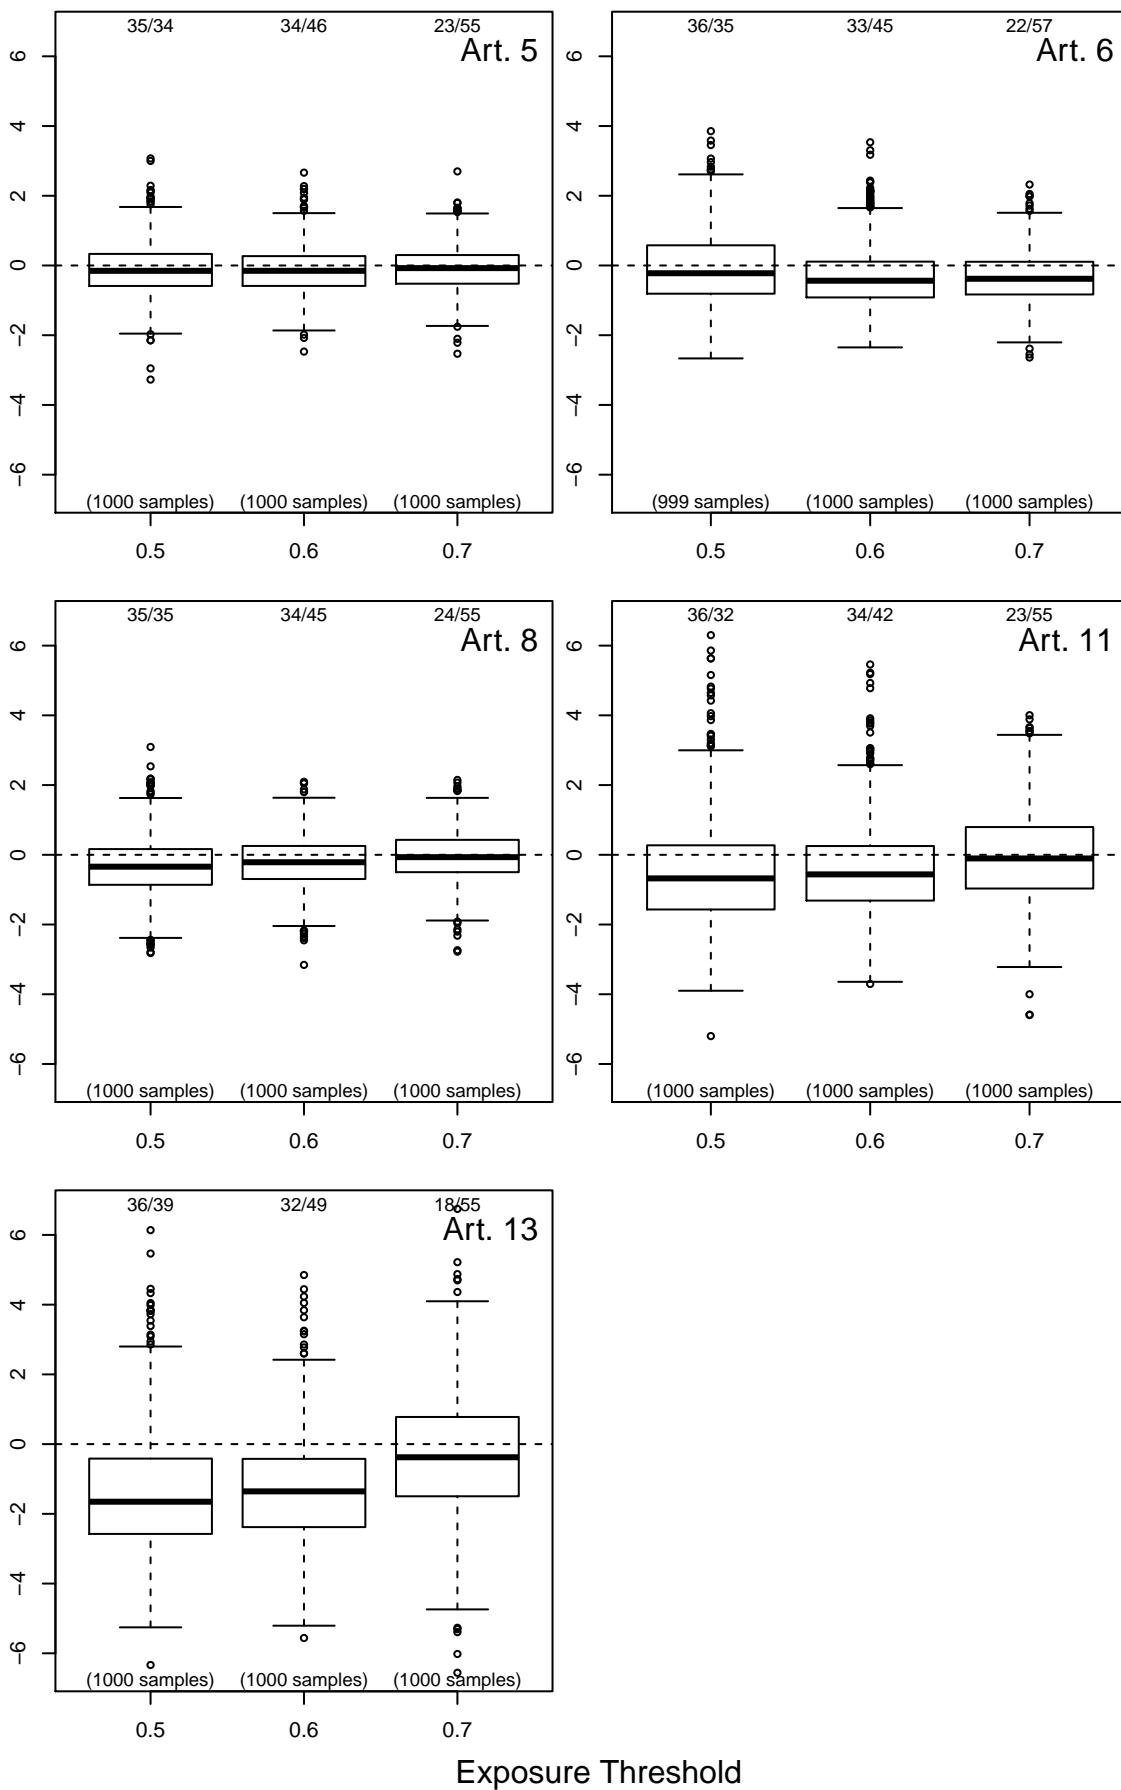 35/34 34/46 23/55
Art. 5
6
4
2
0
−2
−4
−6
(1000 samples) (1000 samples) (1000 samples)
0.5 0.6 0.7
36/35 33/45 22/57
Art. 6
6
4
2
0
−2
−4
−6
(999 samples) (1000 samples) (1000 samples)
0.5 0.6 0.7
35/35 34/45 24/55
Art. 8
6
4
2
0
−2
−4
−6
(1000 samples) (1000 samples) (1000 samples)
0.5 0.6 0.7
36/32 34/42 23/55
Art. 11
6
4
2
0
−2
−4
−6
(1000 samples) (1000 samples) (1000 samples)
0.5 0.6 0.7
36/39 32/49 18/55
Art. 13
6
4
2
0
−2
−4
−6
(1000 samples) (1000 samples) (1000 samples)
0.5 0.6 0.7
Exposure Threshold